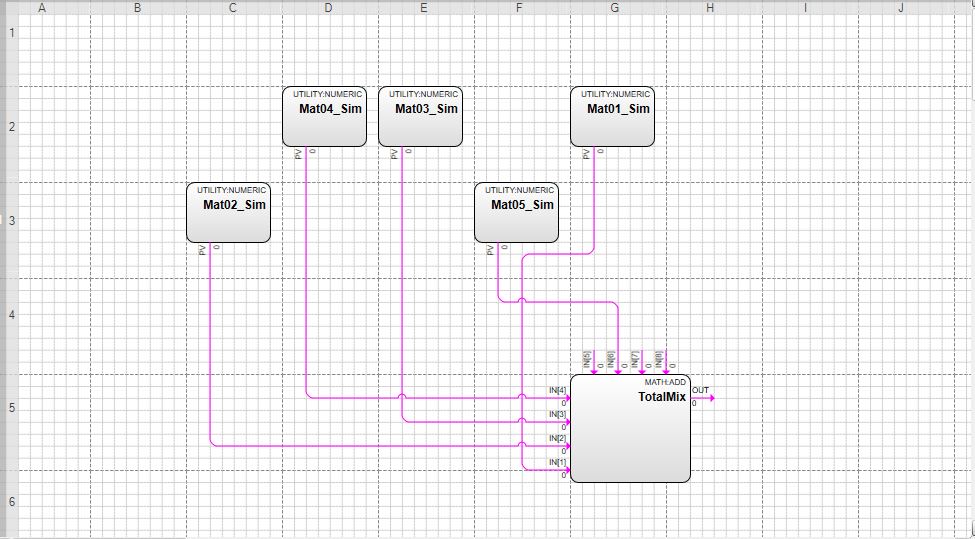 A B C D E F G H I J
1
2
3
4
5
6
UTILITY:NUMERIC
Mat04_Sim
PV 0
UTILITY:NUMERIC
Mat03_Sim
PV 0
UTILITY:NUMERIC
Mat01_Sim
PV 0
UTILITY:NUMERIC
Mat02_Sim
PV 0
UTILITY:NUMERIC
Mat05_Sim
PV 0
IN[5] 0 IN[6] 0 IN[7] 0 IN[8] 0
MATH:ADD
TotalMix
IN[4]
0
IN[3]
0
IN[2]
0
IN[1]
0
OUT
0